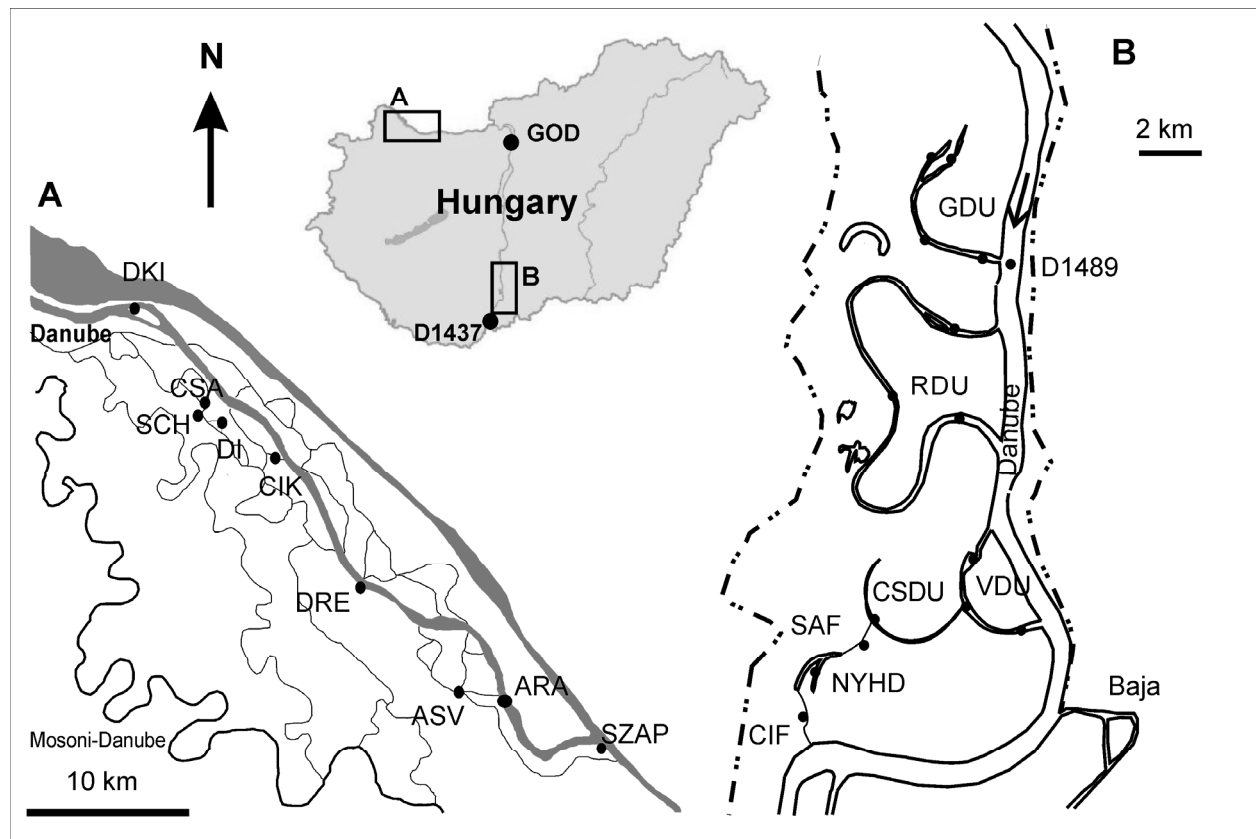 N
A
GOD
Hungary
B
D1437
A
DKI
Danube
CSA
SCH
DI
CIK
DRE
ASV
ARA
SZAP
Mosoni-Danube
10 km
B
2 km
GDU
D1489
RDU
Danube
CSDU
VDU
SAF
NYHD
CIF
Baja